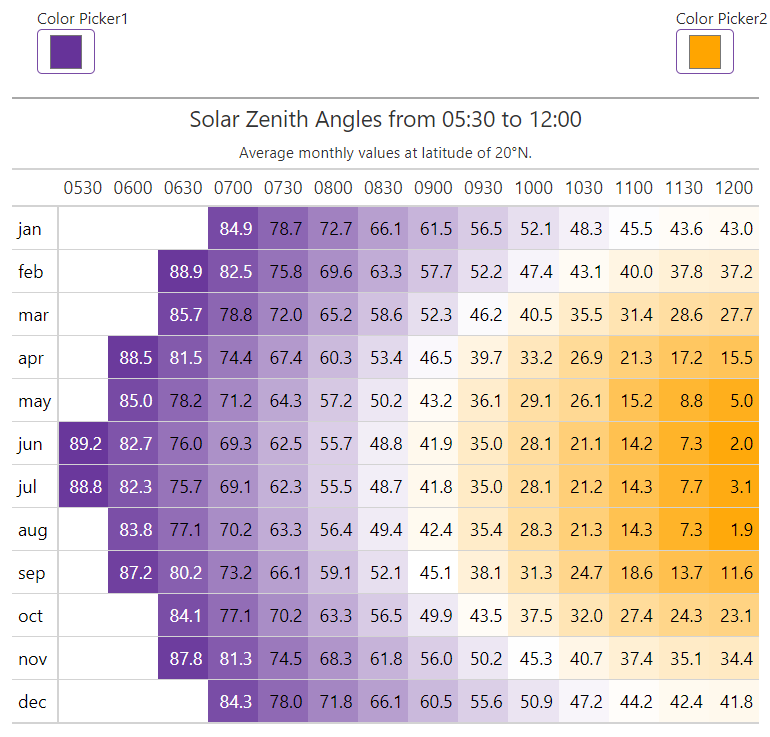 Color Picker1 Color Picker2
Solar Zenith Angles from 05:30 to 12:00
Average monthly values at latitude of 20°N.
0530 0600 0630 0700 0730 0800 0830 0900 0930 1000 1030 1100 1130 1200
jan 84.9 78.7 72.7 66.1 61.5 56.5 52.1 48.3 45.5 43.6 43.0
feb 88.9 82.5 75.8 69.6 63.3 57.7 52.2 47.4 43.1 40.0 37.8 37.2
mar 85.7 78.8 72.0 65.2 58.6 52.3 46.2 40.5 35.5 31.4 28.6 27.7
apr 88.5 81.5 74.4 67.4 60.3 53.4 46.5 39.7 33.2 26.9 21.3 17.2 15.5
may 85.0 78.2 71.2 64.3 57.2 50.2 43.2 36.1 29.1 26.1 15.2 8.8 5.0
jun 89.2 82.7 76.0 69.3 62.5 55.7 48.8 41.9 35.0 28.1 21.1 14.2 7.3 2.0
jul 88.8 82.3 75.7 69.1 62.3 55.5 48.7 41.8 35.0 28.1 21.2 14.3 7.7 3.1
aug 83.8 77.1 70.2 63.3 56.4 49.4 42.4 35.4 28.3 21.3 14.3 7.3 1.9
sep 87.2 80.2 73.2 66.1 59.1 52.1 45.1 38.1 31.3 24.7 18.6 13.7 11.6
oct 84.1 77.1 70.2 63.3 56.5 49.9 43.5 37.5 32.0 27.4 24.3 23.1
nov 87.8 81.3 74.5 68.3 61.8 56.0 50.2 45.3 40.7 37.4 35.1 34.4
dec 84.3 78.0 71.8 66.1 60.5 55.6 50.9 47.2 44.2 42.4 41.8